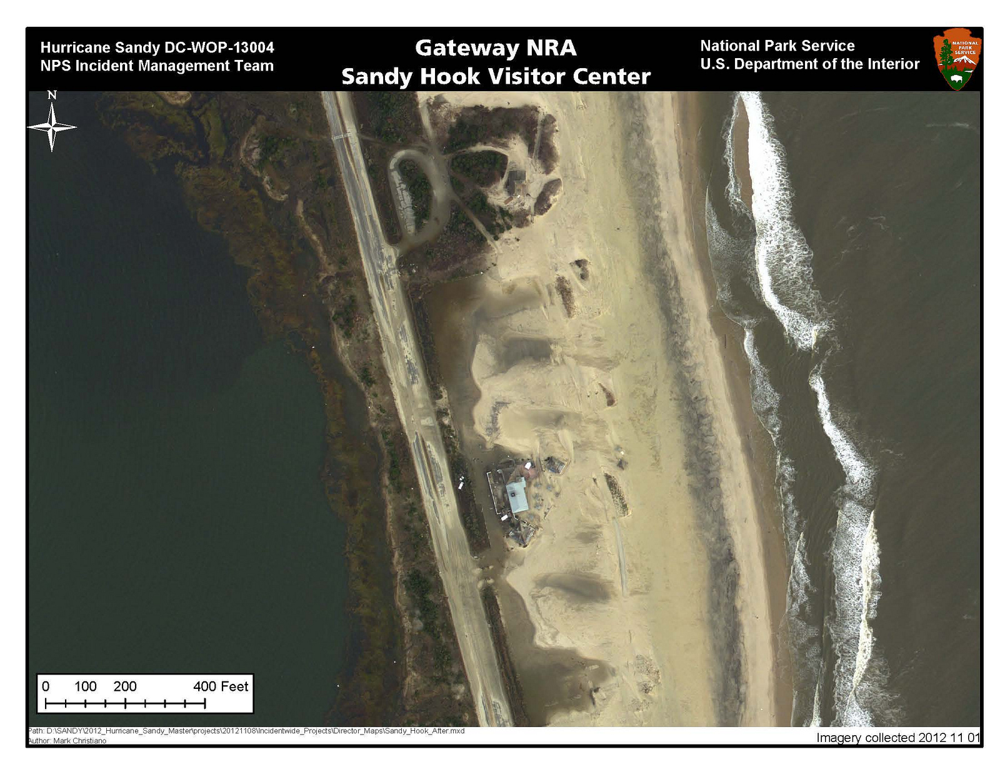 Hurricane Sandy DC-WOP-13004
NPS Incident Management Team
Gateway NRA
Sandy Hook Visitor Center
National Park Service
U.S. Department of the Interior
NATIONAL
PARK
SERVICE
N
0 100 200 400 Feet
Path: D:\SANDY\2012_Hurricane_Sandy_Master\projects\20121108\Incidentwide_Projects\Director_Maps\Sandy_Hook_After.mxd
Author: Mark Christiano
Imagery collected 2012 11 01